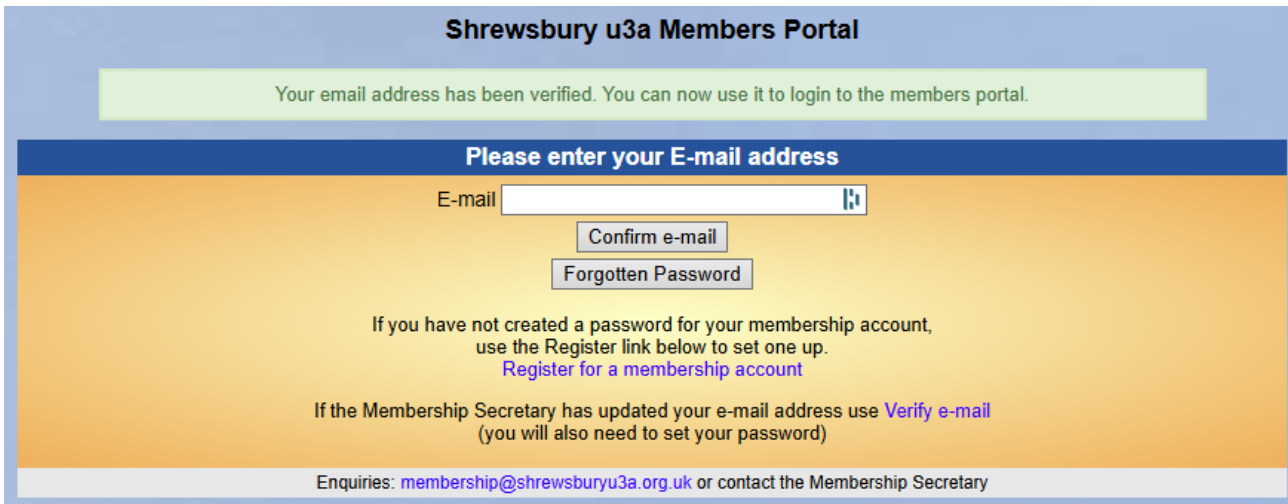 Shrewsbury u3a Members Portal
Your email address has been verified. You can now use it to login to the members portal.
Please enter your E-mail address
E-mail
Confirm e-mail
Forgotten Password
If you have not created a password for your membership account,
use the Register link below to set one up.
Register for a membership account
If the Membership Secretary has updated your e-mail address use Verify e-mail
(you will also need to set your password)
Enquiries: membership@shrewsburyu3a.org.uk or contact the Membership Secretary